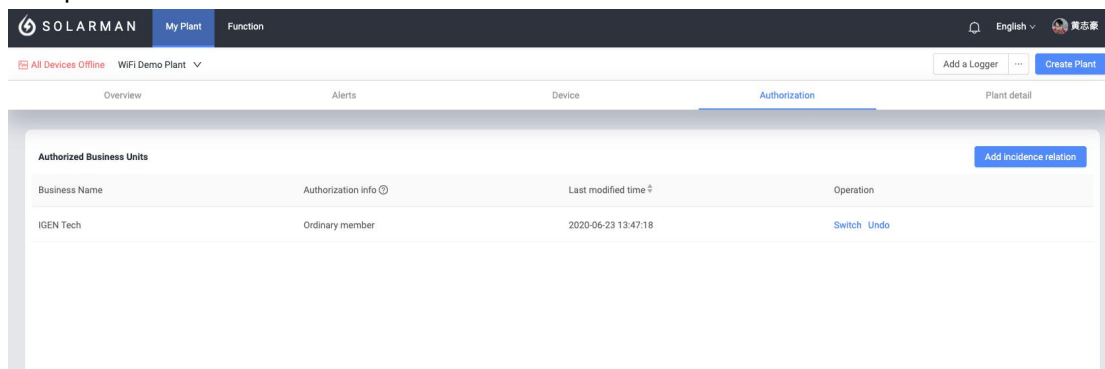 SOLARMAN My Plant Function English 黄志豪
All Devices Offline WiFi Demo Plant Add a Logger ... Create Plant
Overview Alerts Device Authorization Plant detail
Authorized Business Units Add incidence relation
Business Name Authorization info Last modified time Operation
IGEN Tech Ordinary member 2020-06-23 13:47:18 Switch Undo